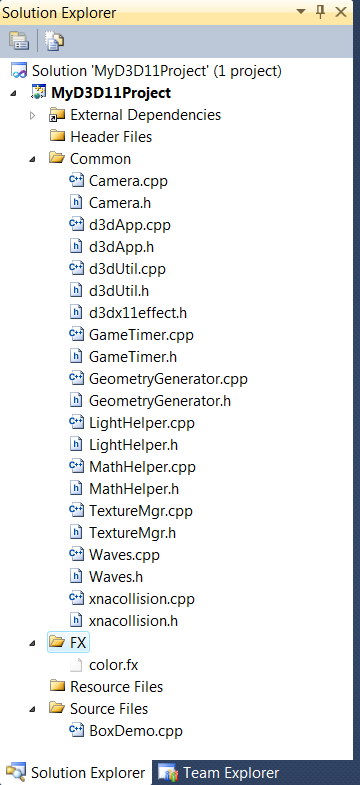 Solution Explorer
Solution 'MyD3D11Project' (1 project)
MyD3D11Project
External Dependencies
Header Files
Common
Camera.cpp
Camera.h
d3dApp.cpp
d3dApp.h
d3dUtil.cpp
d3dUtil.h
d3dx11effect.h
GameTimer.cpp
GameTimer.h
GeometryGenerator.cpp
GeometryGenerator.h
LightHelper.cpp
LightHelper.h
MathHelper.cpp
MathHelper.h
TextureMgr.cpp
TextureMgr.h
Waves.cpp
Waves.h
xnacollision.cpp
xnacollision.h
FX
color.fx
Resource Files
Source Files
BoxDemo.cpp
Solution Explorer Team Explorer